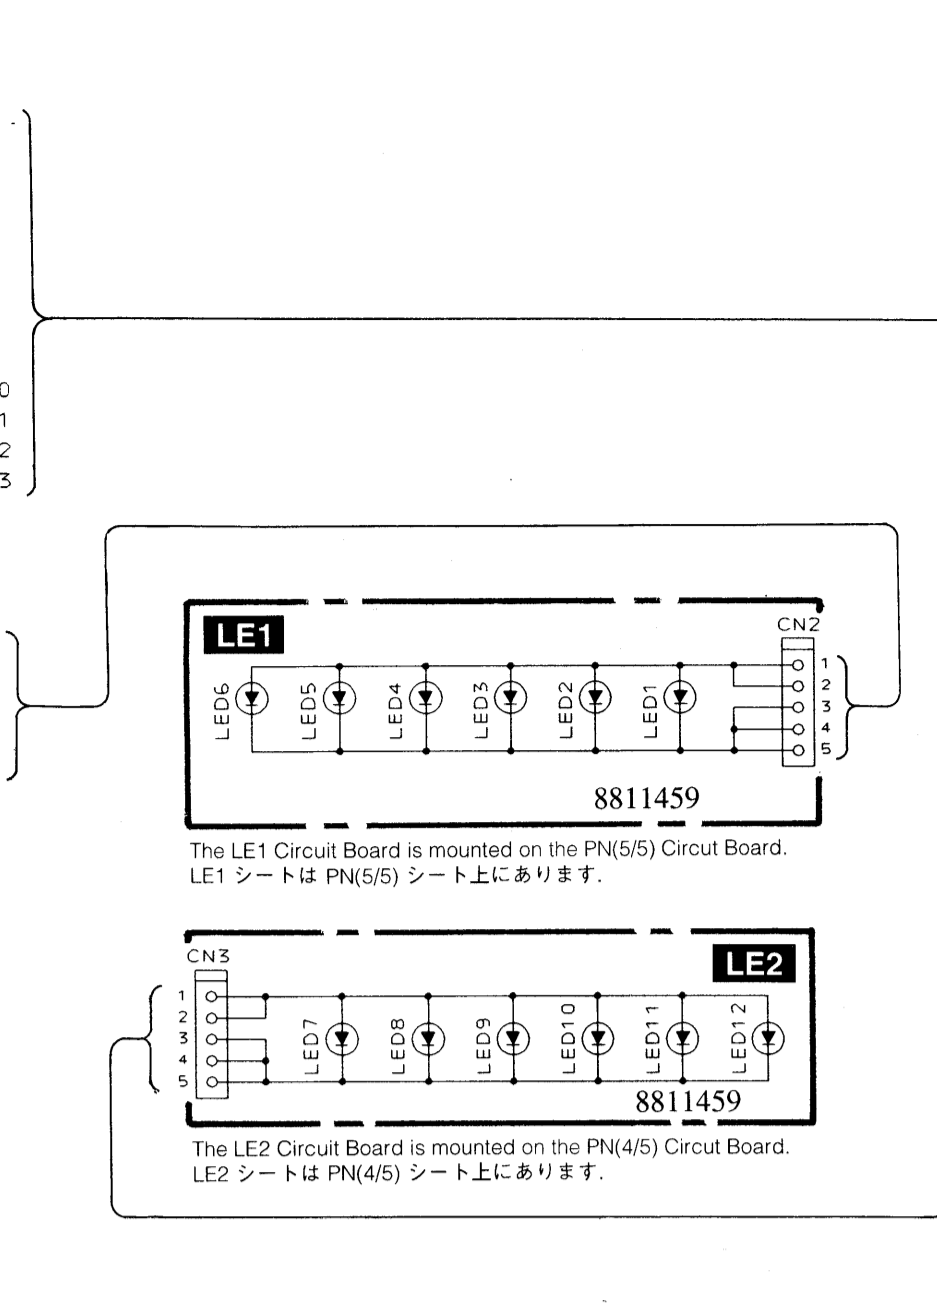 0
1
2
3
LE1
CN2
LED6 LED5 LED4 LED3 LED2 LED1
1
2
3
4
5
8811459
The LE1 Circuit Board is mounted on the PN(5/5) Circut Board.
LE1 シートは PN(5/5) シート上にあります.
CN3
LE2
1
2
3
4
5
LED7 LED8 LED9 LED10 LED11 LED12
8811459
The LE2 Circuit Board is mounted on the PN(4/5) Circut Board.
LE2 シートは PN(4/5) シート上にあります.